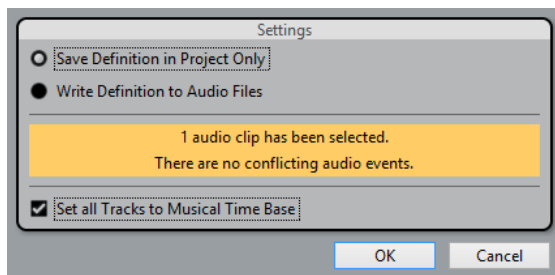 Settings
Save Definition in Project Only
Write Definition to Audio Files
1 audio clip has been selected.
There are no conflicting audio events.
Set all Tracks to Musical Time Base
OK Cancel